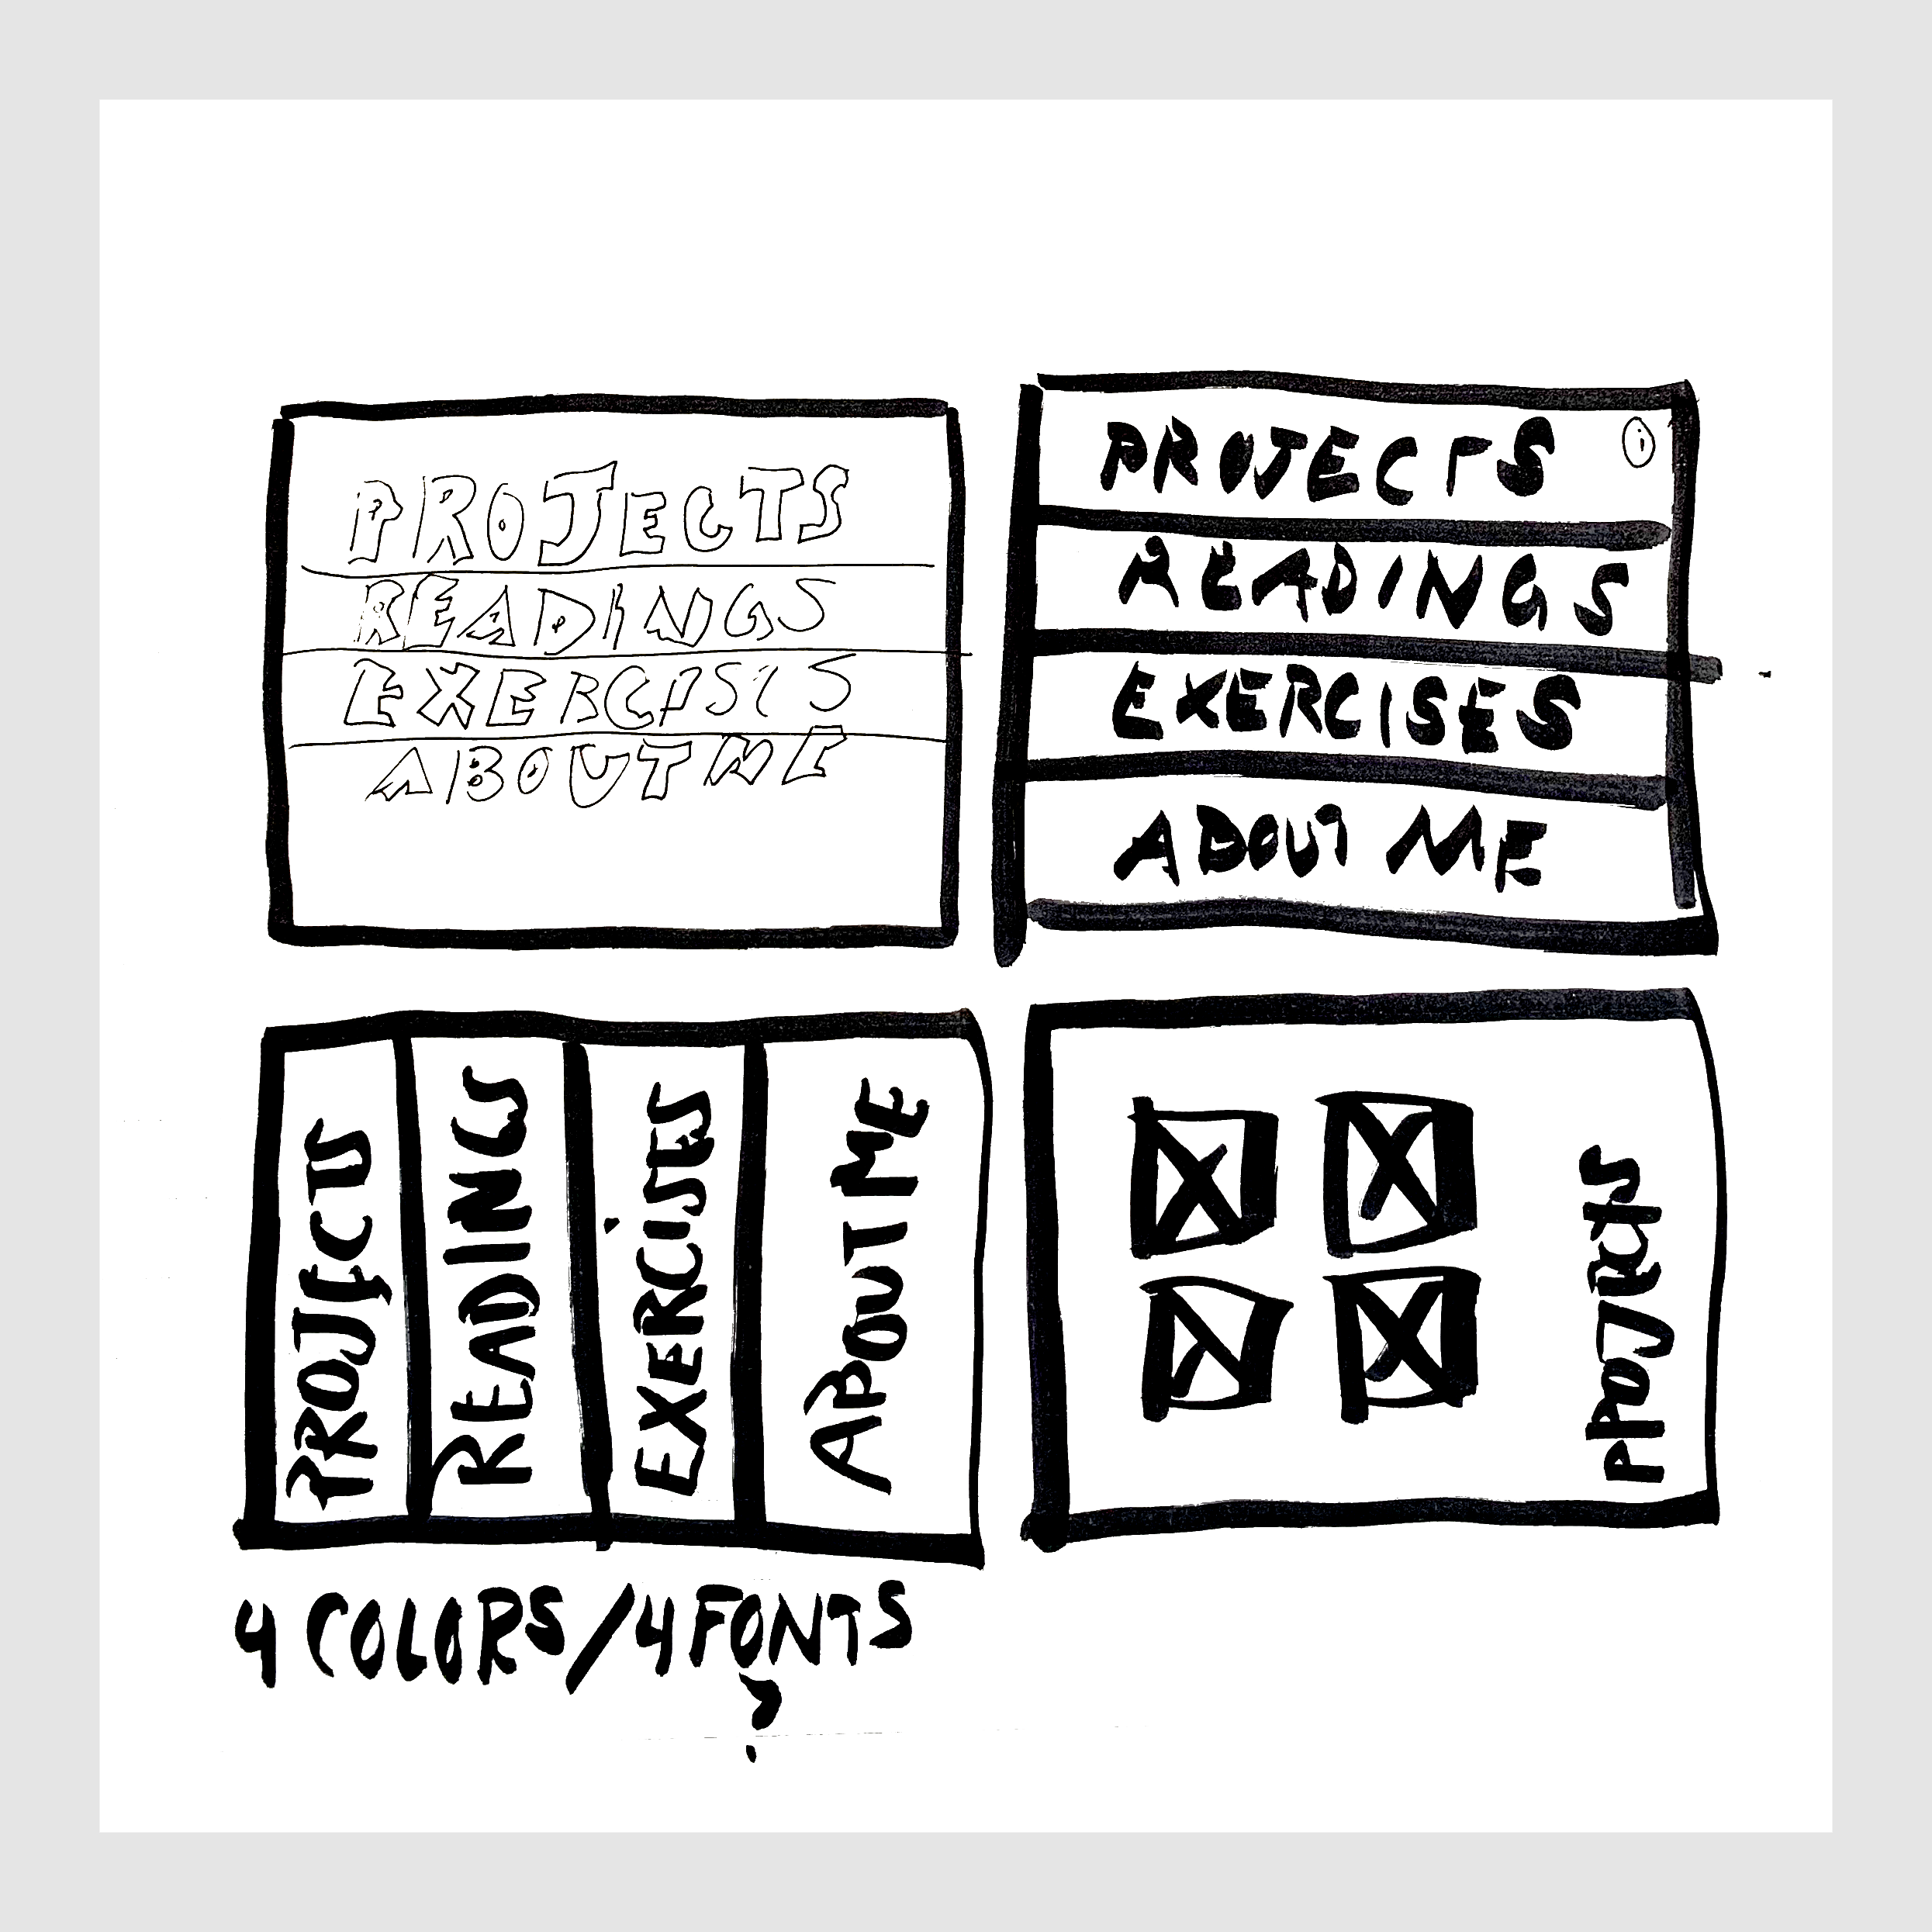 PROJECTS
READINGS
EXERCISES
ABOUT ME
PROJECTS i
READINGS
EXERCISES
ABOUT ME
PROJECTS
READINGS
EXERCISES
ABOUT ME
PROJECTS
4 COLORS/4 FONTS
?